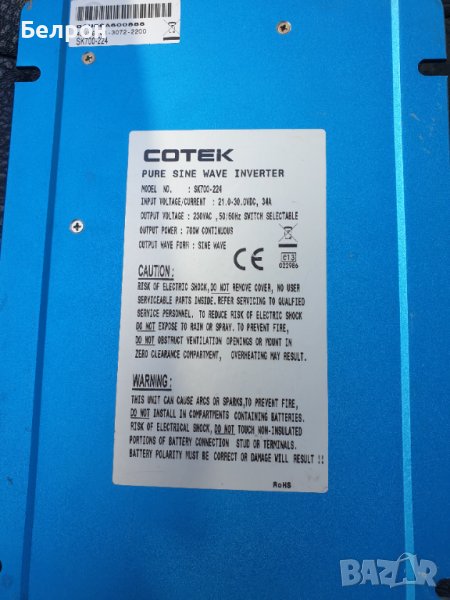 Белрон
-3072-2200
SK700-224
COTEK
PURE SINE WAVE INVERTER
MODEL NO. : SK700-224
INPUT VOLTAGE/CURRENT : 21.0-30.0VDC, 34A
OUTPUT VOLTAGE : 230VAC ,50/60Hz SWITCH SELECTABLE
OUTPUT POWER : 700W CONTINUOUS
OUTPUT WAVE FORM : SINE WAVE
CE
e13
022986
CAUTION :
RISK OF ELECTRIC SHOCK, DO NOT REMOVE COVER, NO USER
SERVICEABLE PARTS INSIDE. REFER SERVICING TO QUALIFIED
SERVICE PERSONNEL. TO REDUCE RISK OF ELECTRIC SHOCK
DO NOT EXPOSE TO RAIN OR SPRAY. TO PREVENT FIRE,
DO NOT OBSTRUCT VENTILATION OPENINGS OR MOUNT IN
ZERO CLEARANCE COMPARTMENT, OVERHEATING MAY RESULT.
WARNING :
THIS UNIT CAN CAUSE ARCS OR SPARKS,TO PREVENT FIRE,
DO NOT INSTALL IN COMPARTMENTS CONTAINING BATTERIES.
RISK OF ELECTRICAL SHOCK, DO NOT TOUCH NON-INSULATED
PORTIONS OF BATTERY CONNECTION STUD OR TERMINALS.
BATTERY POLARITY MUST BE CORRECT OR DAMAGE WILL RESULT !!
RoHS
BAZAR